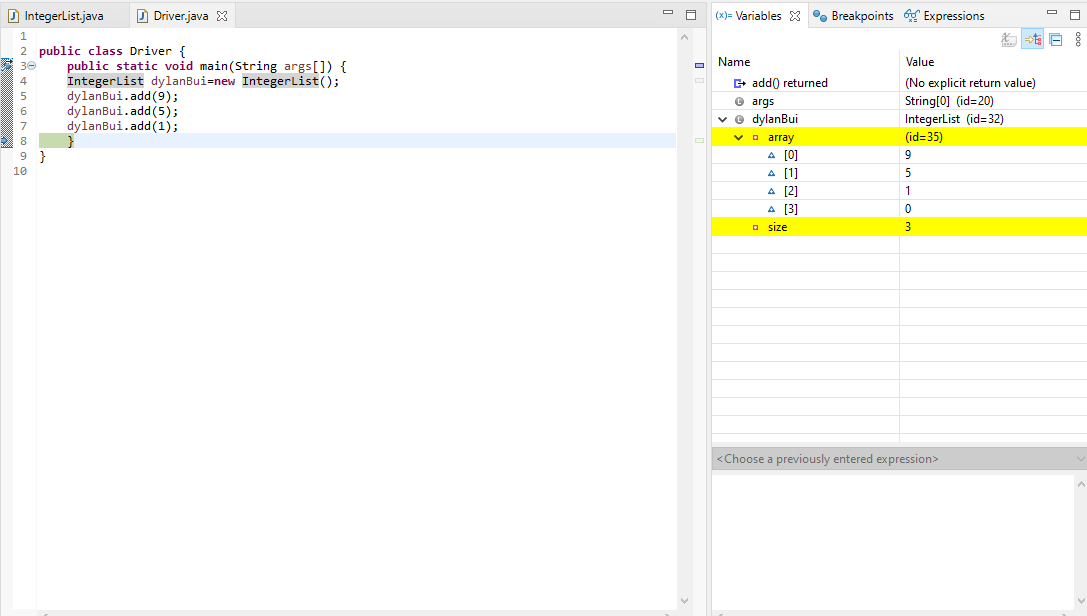 IntegerList.java
Driver.java
1
2 public class Driver {
3 public static void main(String args[]) {
4 IntegerList dylanBui=new IntegerList();
5 dylanBui.add(9);
6 dylanBui.add(5);
7 dylanBui.add(1);
8 }
9 }
10
(x)= Variables
Breakpoints
Expressions
Name Value
add() returned (No explicit return value)
args String[0] (id=20)
dylanBui IntegerList (id=32)
array (id=35)
[0] 9
[1] 5
[2] 1
[3] 0
size 3
<Choose a previously entered expression>